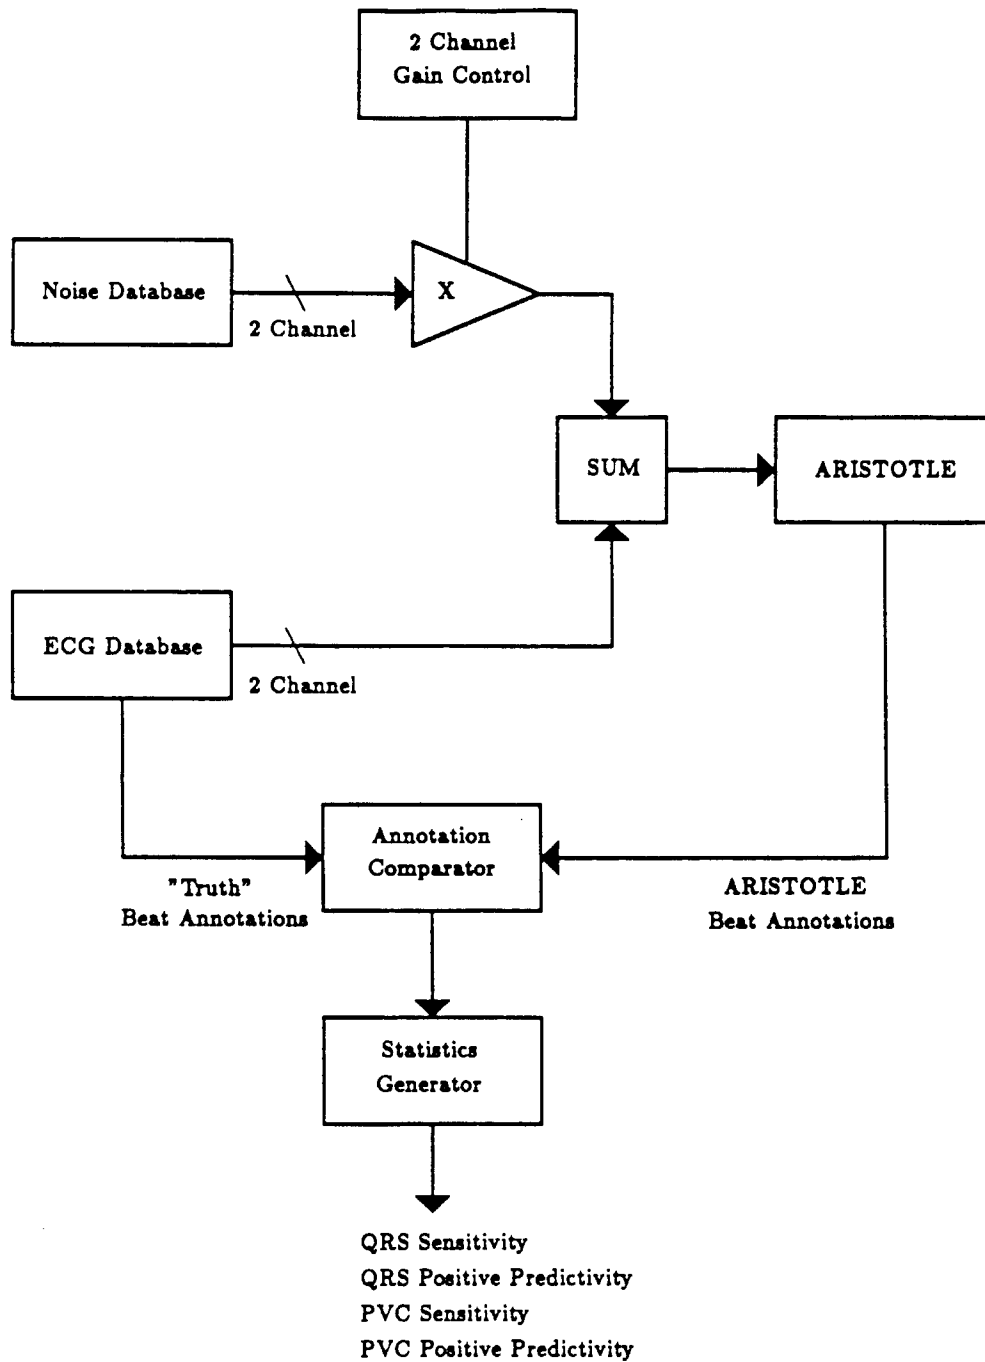 2 Channel
Gain Control
Noise Database
2 Channel
X
SUM
ARISTOTLE
ECG Database
2 Channel
Annotation
Comparator
"Truth"
Beat Annotations
ARISTOTLE
Beat Annotations
Statistics
Generator
QRS Sensitivity
QRS Positive Predictivity
PVC Sensitivity
PVC Positive Predictivity